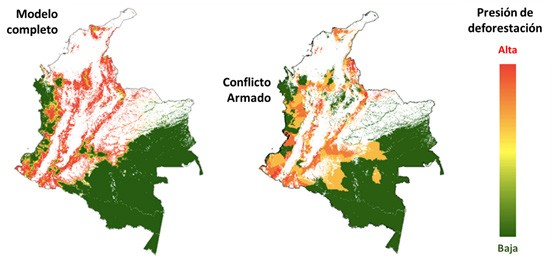 Modelo
completo
Conflicto
Armado
Presión de
deforestación
Alta
Baja